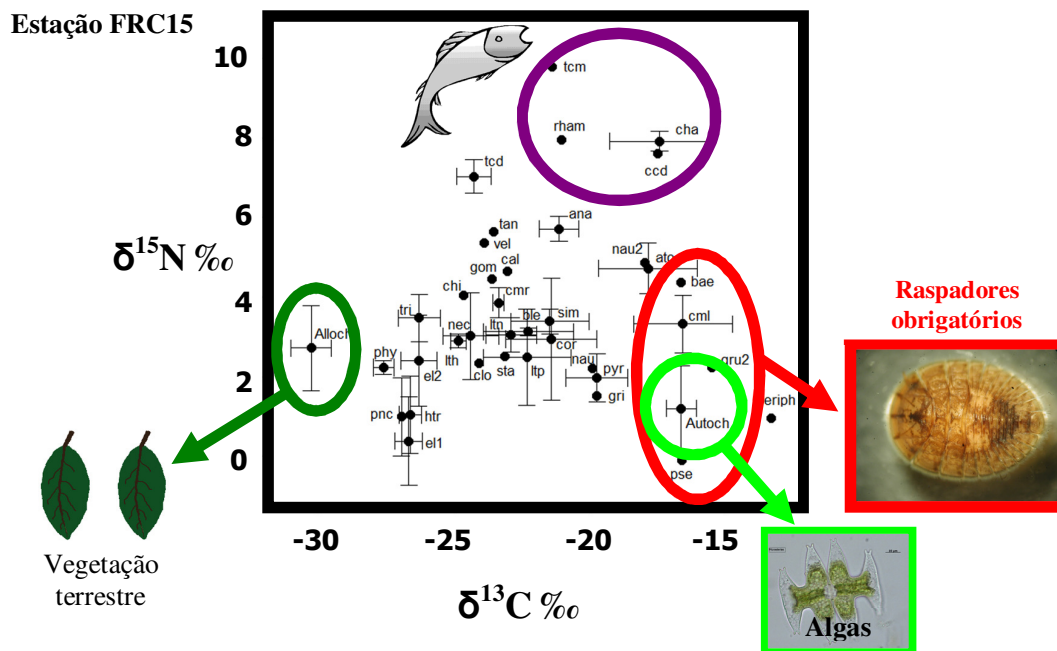 Estação FRC15
10
8
6
4
2
0
δ¹⁵N ‰
tcm
rham
cha
ccd
tcd
ana
tan
vel
nau2
atc
cal
gom
bae
chi
cmr
tri
nec
ltn
ble
sim
cml
Alloch
lth
cor
phy
el2
clo
sta
ltp
nau
pyr
gru2
gri
pnc
htr
Autoch
eriph
el1
pse
-30
-25
-20
-15
δ¹³C ‰
Raspadores
obrigatórios
Vegetação
terrestre
Algas